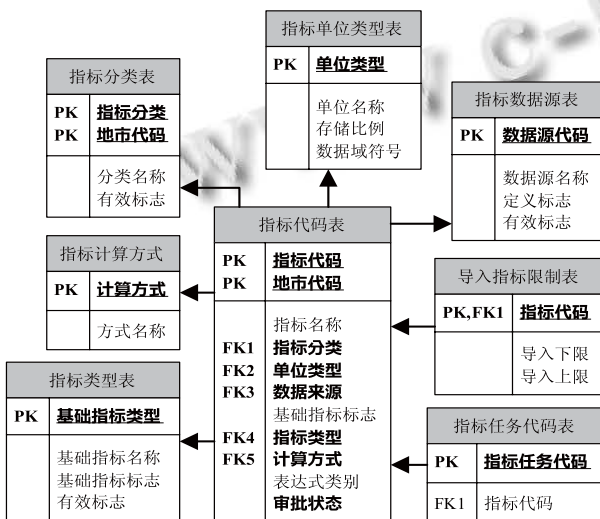 指标单位类型表
PK 单位类型
单位名称
存储比例
数据域符号
指标分类表
PK 指标分类
PK 地市代码
分类名称
有效标志
指标数据源表
PK 数据源代码
数据源名称
定义标志
有效标志
指标代码表
PK 指标代码
PK 地市代码
指标名称
FK1 指标分类
FK2 单位类型
FK3 数据来源
基础指标标志
FK4 指标类型
FK5 计算方式
表达式类别
审批状态
指标计算方式
PK 计算方式
方式名称
导入指标限制表
PK,FK1 指标代码
导入下限
导入上限
指标类型表
PK 基础指标类型
基础指标名称
基础指标标志
有效标志
指标任务代码表
PK 指标任务代码
FK1 指标代码